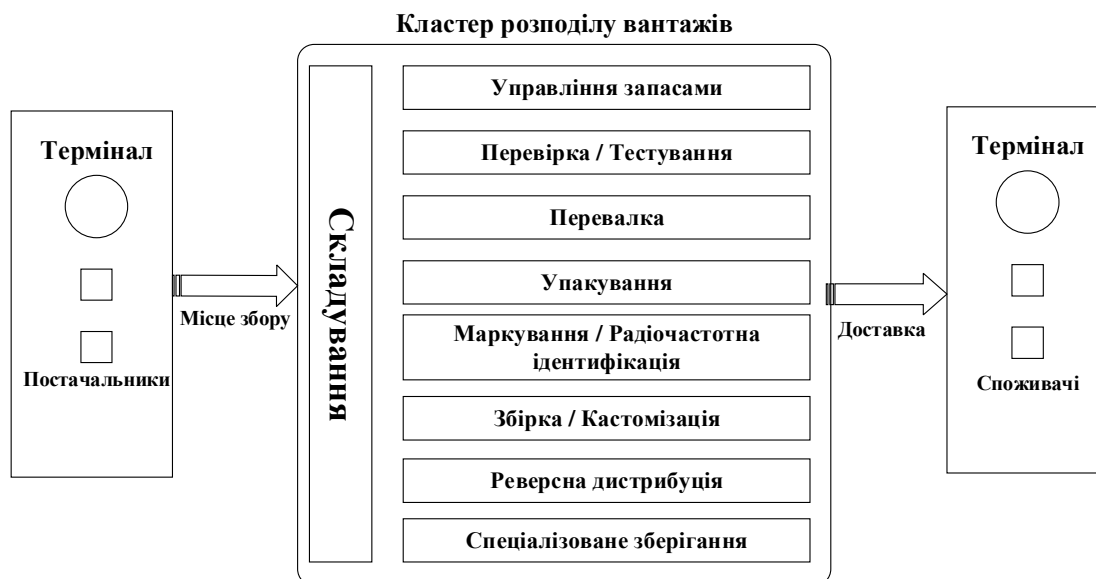 Кластер розподілу вантажів
Термінал
Постачальники
Місце збору
Складування
Управління запасами
Перевірка / Тестування
Перевалка
Упакування
Маркування / Радіочастотна
ідентифікація
Збірка / Кастомізація
Реверсна дистрибуція
Спеціалізоване зберігання
Доставка
Термінал
Споживачі